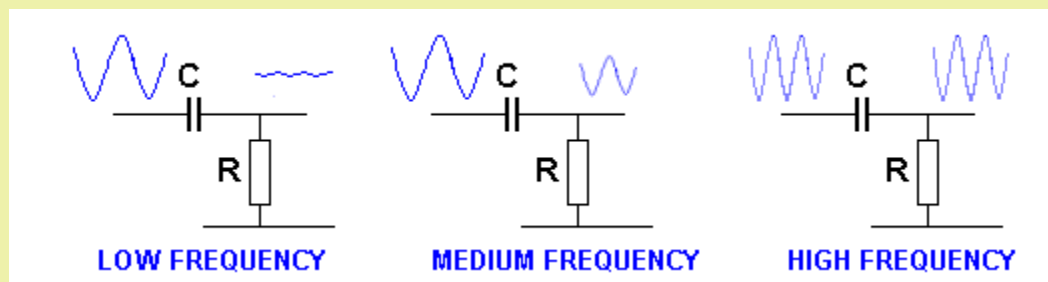 C C C
R R R
LOW FREQUENCY MEDIUM FREQUENCY HIGH FREQUENCY